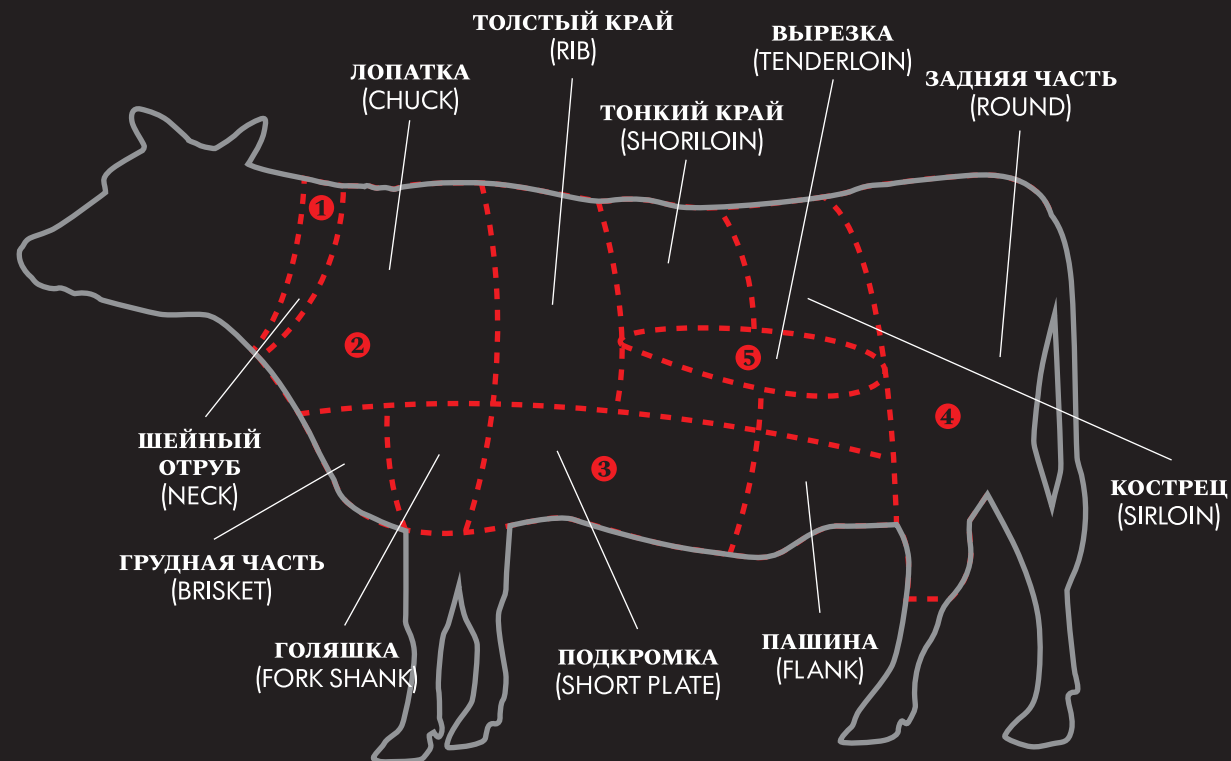 ТОЛСТЫЙ КРАЙ
(RIB)
ВЫРЕЗКА
(TENDERLOIN)
ЛОПАТКА
(CHUCK)
ЗАДНЯЯ ЧАСТЬ
(ROUND)
ТОНКИЙ КРАЙ
(SHORILOIN)
1
2
5
4
3
ШЕЙНЫЙ
ОТРУБ
(NECK)
КОСТРЕЦ
(SIRLOIN)
ГРУДНАЯ ЧАСТЬ
(BRISKET)
ГОЛЯШКА
(FORK SHANK)
ПОДКРОМКА
(SHORT PLATE)
ПАШИНА
(FLANK)